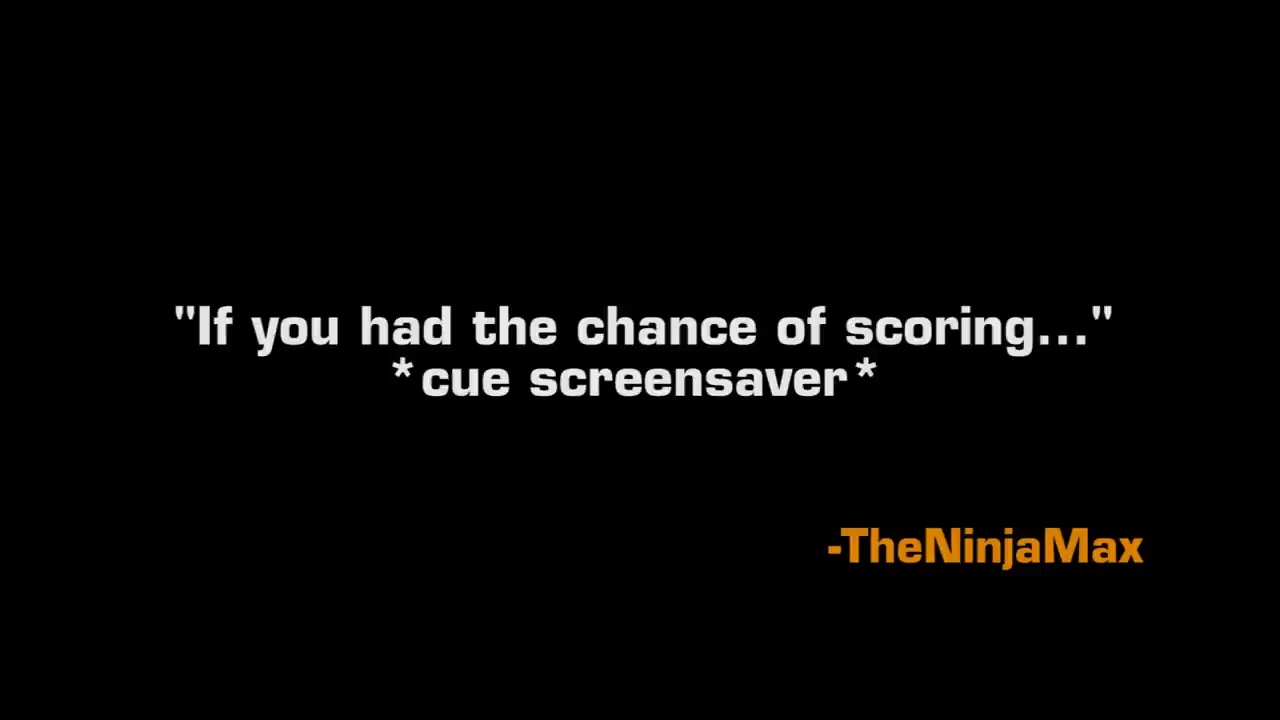 "If you had the chance of scoring..."
*cue screensaver*
-TheNinjaMax